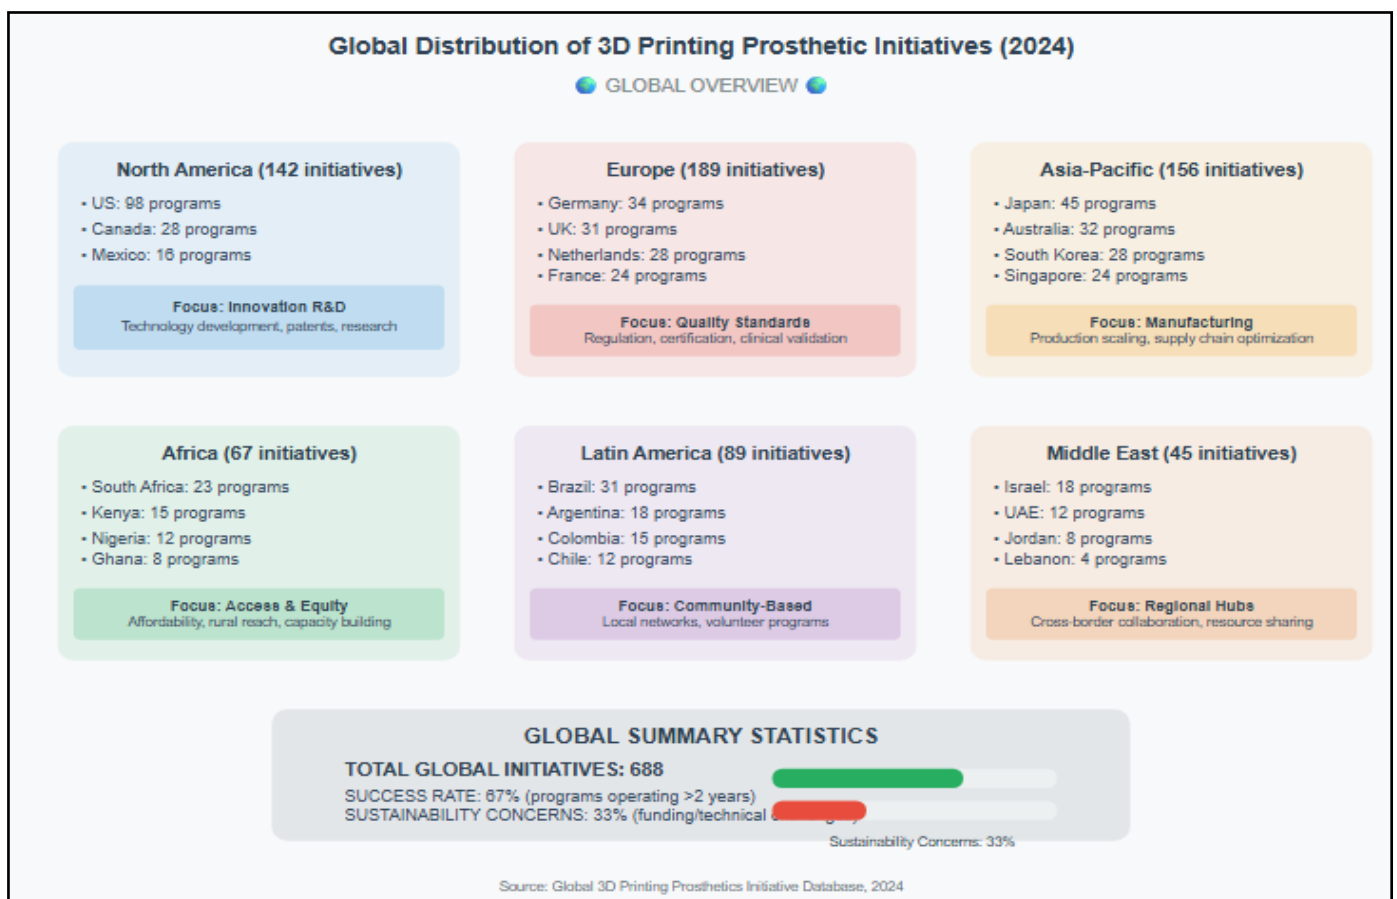 Global Distribution of 3D Printing Prosthetic Initiatives (2024)
GLOBAL OVERVIEW
North America (142 initiatives)
• US: 98 programs
• Canada: 28 programs
• Mexico: 16 programs
Focus: Innovation R&D
Technology development, patents, research
Europe (189 initiatives)
• Germany: 34 programs
• UK: 31 programs
• Netherlands: 28 programs
• France: 24 programs
Focus: Quality Standards
Regulation, certification, clinical validation
Asia-Pacific (156 initiatives)
• Japan: 45 programs
• Australia: 32 programs
• South Korea: 28 programs
• Singapore: 24 programs
Focus: Manufacturing
Production scaling, supply chain optimization
Africa (67 initiatives)
• South Africa: 23 programs
• Kenya: 15 programs
• Nigeria: 12 programs
• Ghana: 8 programs
Focus: Access & Equity
Affordability, rural reach, capacity building
Latin America (89 initiatives)
• Brazil: 31 programs
• Argentina: 18 programs
• Colombia: 15 programs
• Chile: 12 programs
Focus: Community-Based
Local networks, volunteer programs
Middle East (45 initiatives)
• Israel: 18 programs
• UAE: 12 programs
• Jordan: 8 programs
• Lebanon: 4 programs
Focus: Regional Hubs
Cross-border collaboration, resource sharing
GLOBAL SUMMARY STATISTICS
TOTAL GLOBAL INITIATIVES: 688
SUCCESS RATE: 67% (programs operating >2 years)
SUSTAINABILITY CONCERNS: 33% (funding/technical
Sustainability Concerns: 33%
Source: Global 3D Printing Prosthetics Initiative Database, 2024